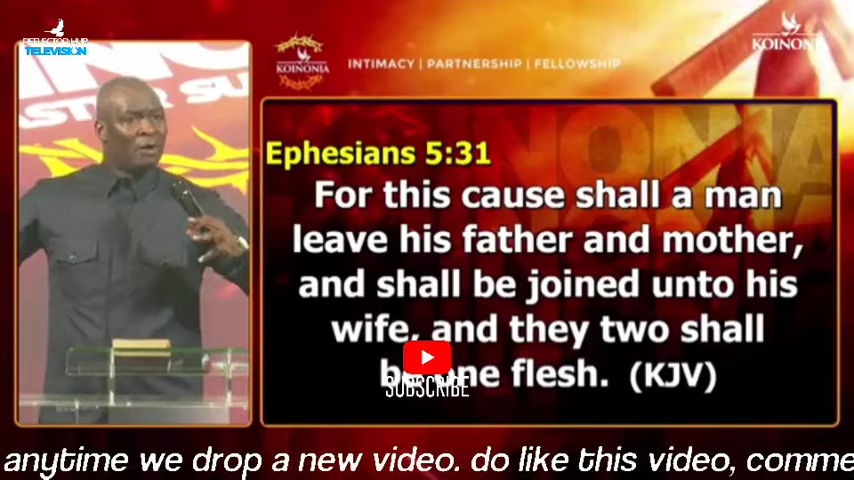 REFLECTOR HUB
TELEVISION
KOINONIA
INTIMACY | PARTNERSHIP | FELLOWSHIP
KOINONIA
Ephesians 5:31
For this cause shall a man
leave his father and mother,
and shall be joined unto his
wife, and they two shall
be one flesh. (KJV)
SUBSCRIBE
anytime we drop a new video. do like this video, comme